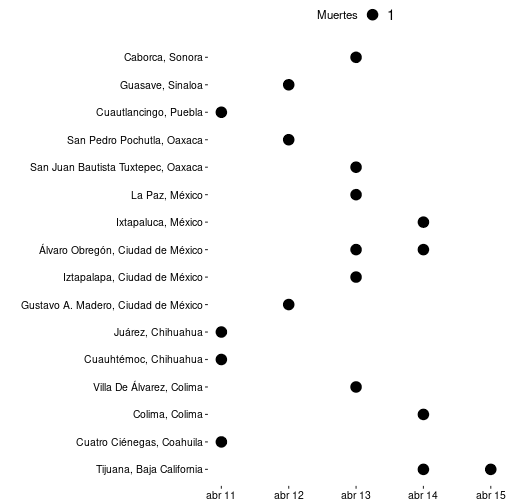 Muertes 1
Caborca, Sonora
Guasave, Sinaloa
Cuautlancingo, Puebla
San Pedro Pochutla, Oaxaca
San Juan Bautista Tuxtepec, Oaxaca
La Paz, México
Ixtapaluca, México
Álvaro Obregón, Ciudad de México
Iztapalapa, Ciudad de México
Gustavo A. Madero, Ciudad de México
Juárez, Chihuahua
Cuauhtémoc, Chihuahua
Villa De Álvarez, Colima
Colima, Colima
Cuatro Ciénegas, Coahuila
Tijuana, Baja California
abr 11 abr 12 abr 13 abr 14 abr 15